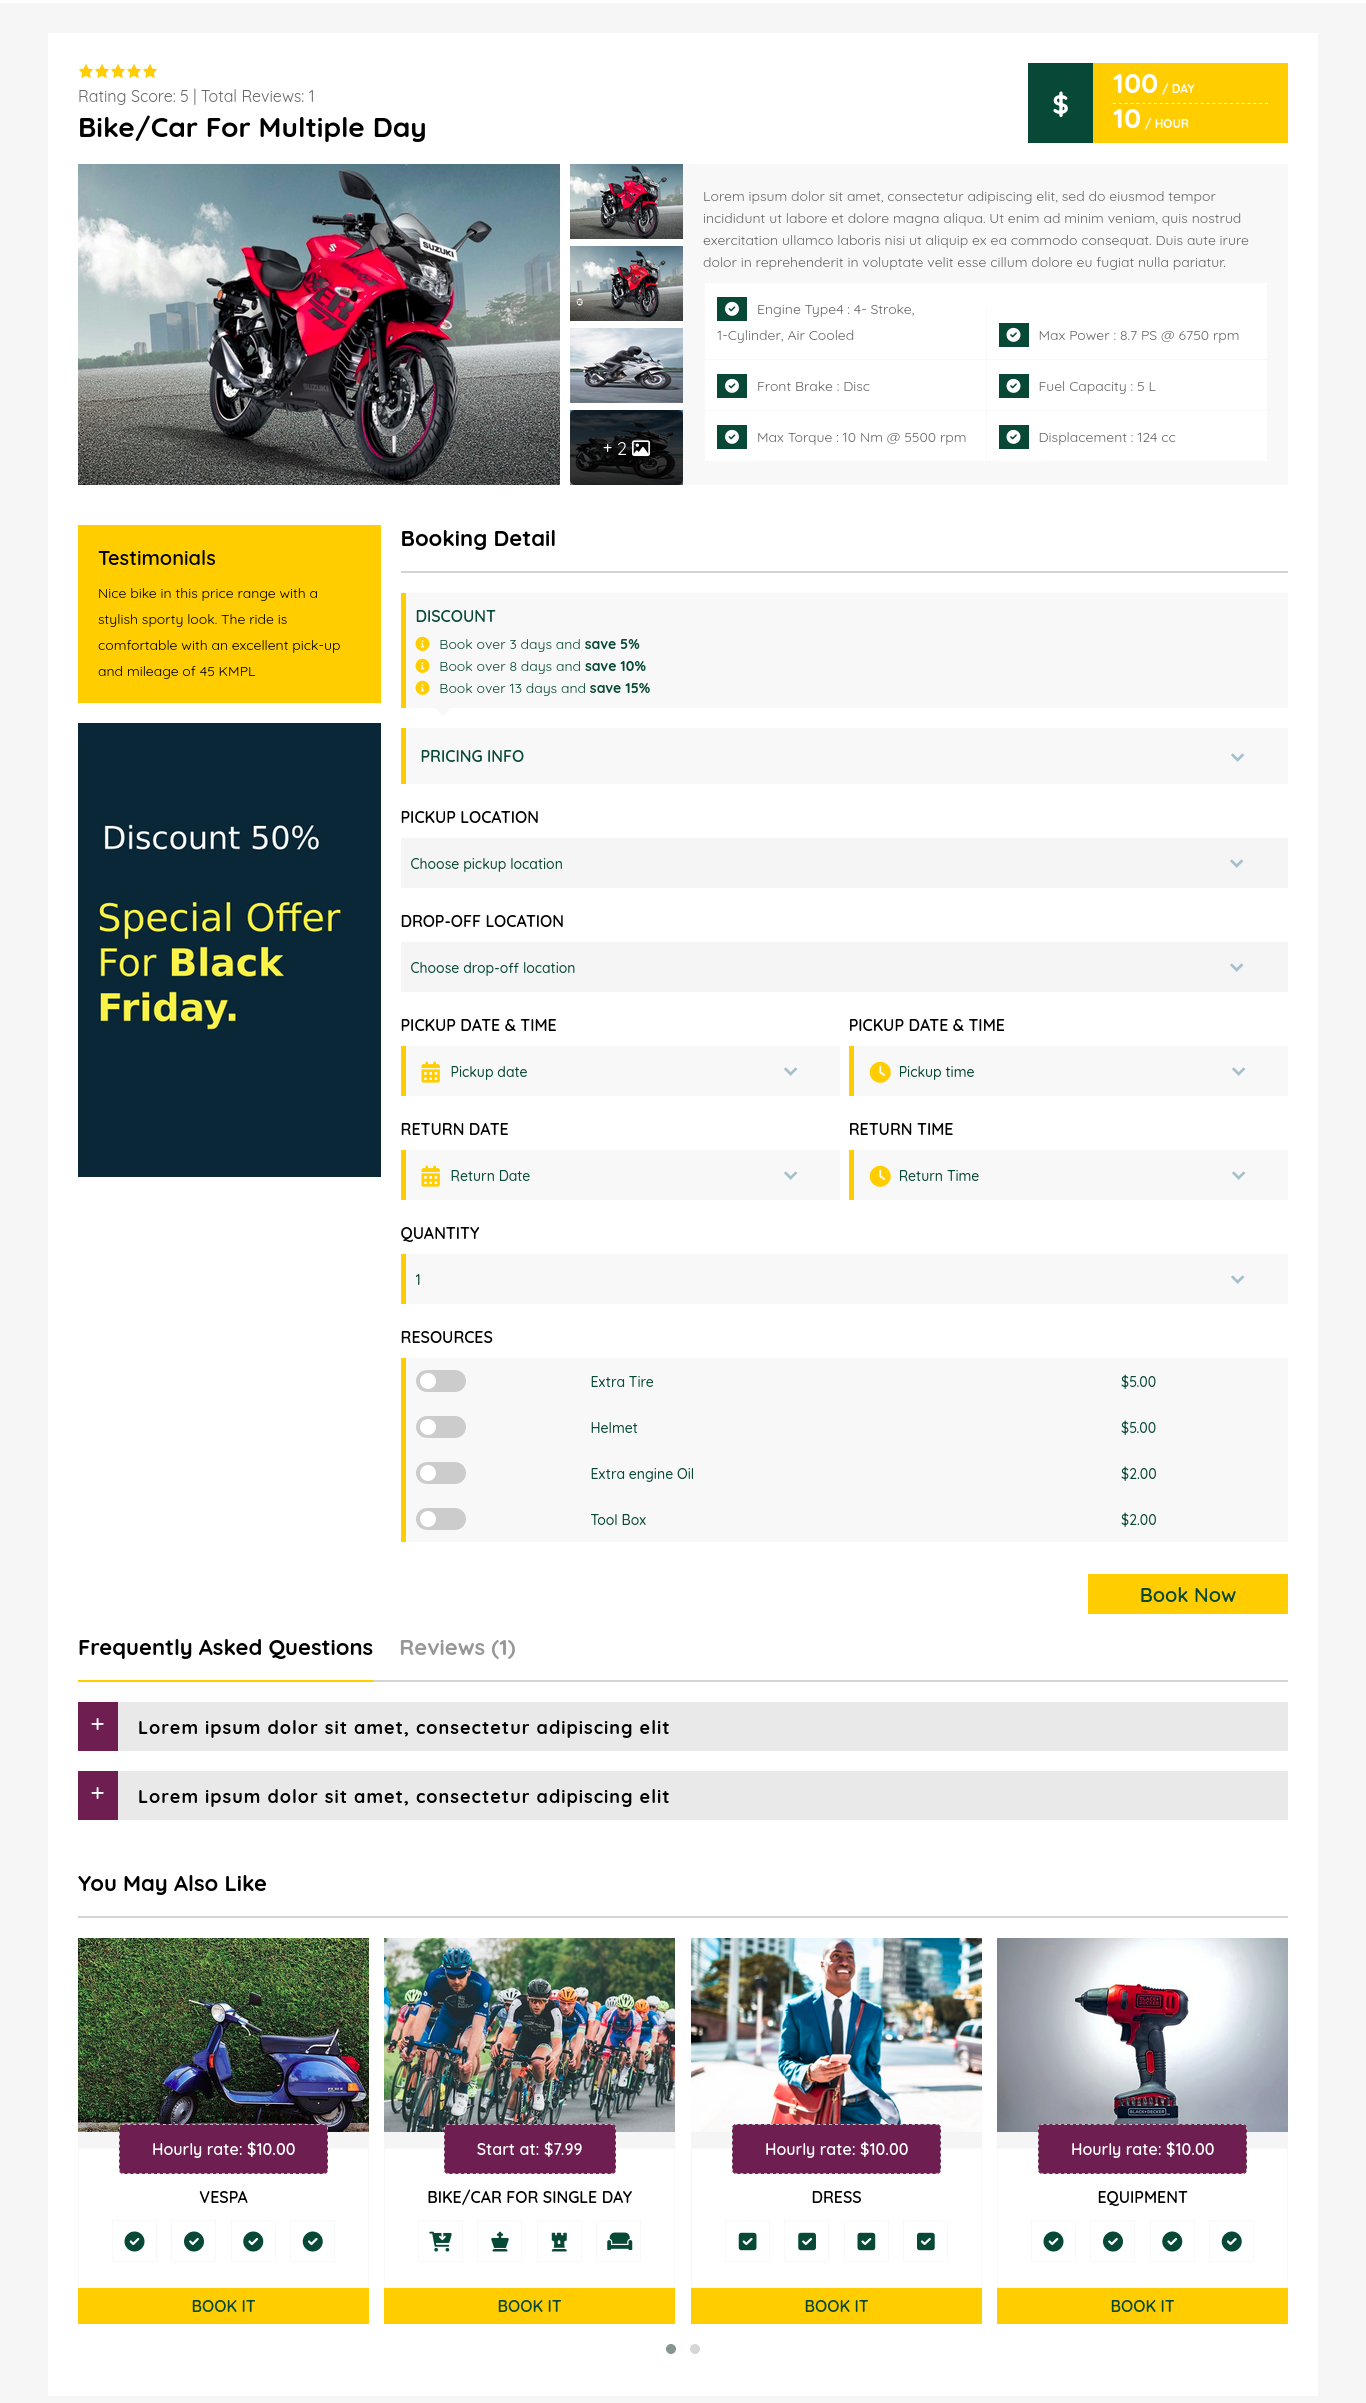 Rating Score: 5 | Total Reviews: 1
Bike/Car For Multiple Day
$
100 / DAY
10 / HOUR
SUZUKI
SUZUKI
+ 2
Lorem ipsum dolor sit amet, consectetur adipiscing elit, sed do eiusmod tempor
incididunt ut labore et dolore magna aliqua. Ut enim ad minim veniam, quis nostrud
exercitation ullamco laboris nisi ut aliquip ex ea commodo consequat. Duis aute irure
dolor in reprehenderit in voluptate velit esse cillum dolore eu fugiat nulla pariatur.
Engine Type4 : 4- Stroke,
1-Cylinder, Air Cooled
Max Power : 8.7 PS @ 6750 rpm
Front Brake : Disc
Fuel Capacity : 5 L
Max Torque : 10 Nm @ 5500 rpm
Displacement : 124 cc
Testimonials
Nice bike in this price range with a
stylish sporty look. The ride is
comfortable with an excellent pick-up
and mileage of 45 KMPL
Discount 50%
Special Offer
For Black
Friday.
Booking Detail
DISCOUNT
Book over 3 days and save 5%
Book over 8 days and save 10%
Book over 13 days and save 15%
PRICING INFO
PICKUP LOCATION
Choose pickup location
DROP-OFF LOCATION
Choose drop-off location
PICKUP DATE & TIME
PICKUP DATE & TIME
Pickup date
Pickup time
RETURN DATE
RETURN TIME
Return Date
Return Time
QUANTITY
1
RESOURCES
Extra Tire $5.00
Helmet $5.00
Extra engine Oil $2.00
Tool Box $2.00
Book Now
Frequently Asked Questions
Reviews (1)
+ Lorem ipsum dolor sit amet, consectetur adipiscing elit
+ Lorem ipsum dolor sit amet, consectetur adipiscing elit
You May Also Like
BLACK+DECKER
Hourly rate: $10.00
Start at: $7.99
Hourly rate: $10.00
Hourly rate: $10.00
VESPA
BIKE/CAR FOR SINGLE DAY
DRESS
EQUIPMENT
BOOK IT
BOOK IT
BOOK IT
BOOK IT